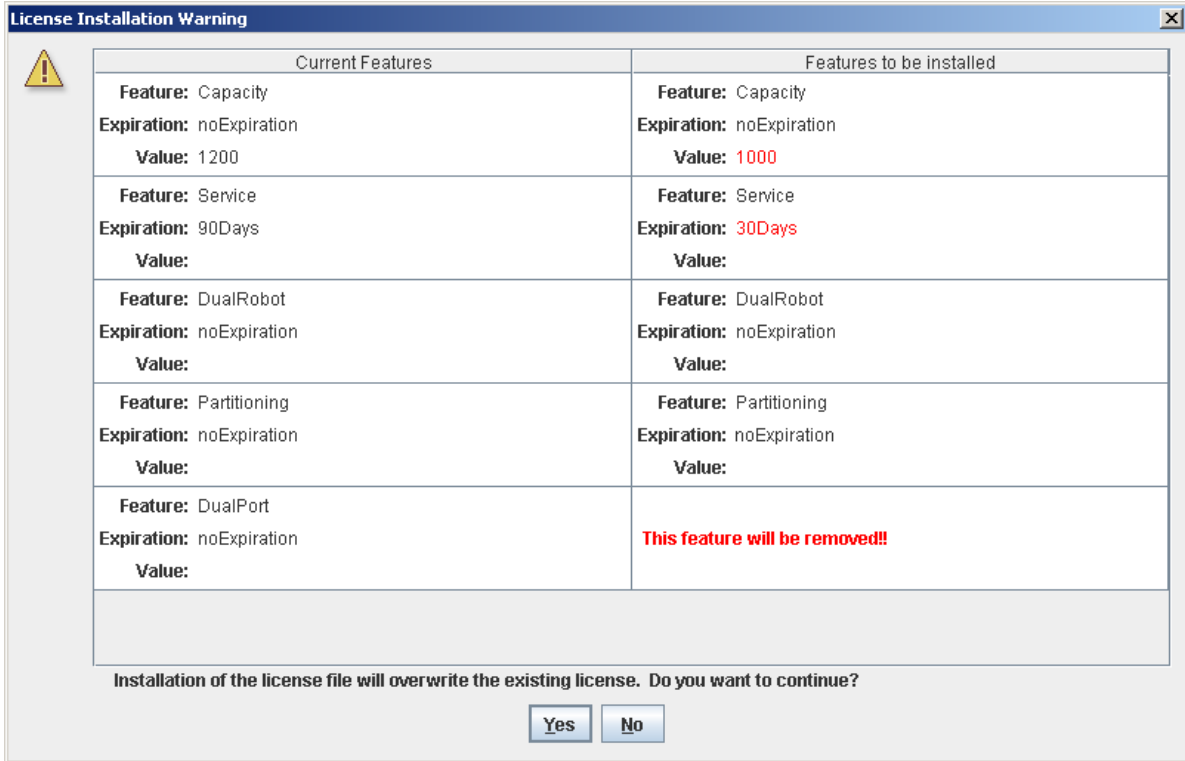 License Installation Warning
Current Features
Features to be installed
Feature: Capacity
Expiration: noExpiration
Value: 1200
Feature: Capacity
Expiration: noExpiration
Value: 1000
Feature: Service
Expiration: 90Days
Value:
Feature: Service
Expiration: 30Days
Value:
Feature: DualRobot
Expiration: noExpiration
Value:
Feature: DualRobot
Expiration: noExpiration
Value:
Feature: Partitioning
Expiration: noExpiration
Value:
Feature: Partitioning
Expiration: noExpiration
Value:
Feature: DualPort
Expiration: noExpiration
Value:
This feature will be removed!!
Installation of the license file will overwrite the existing license. Do you want to continue?
Yes
No